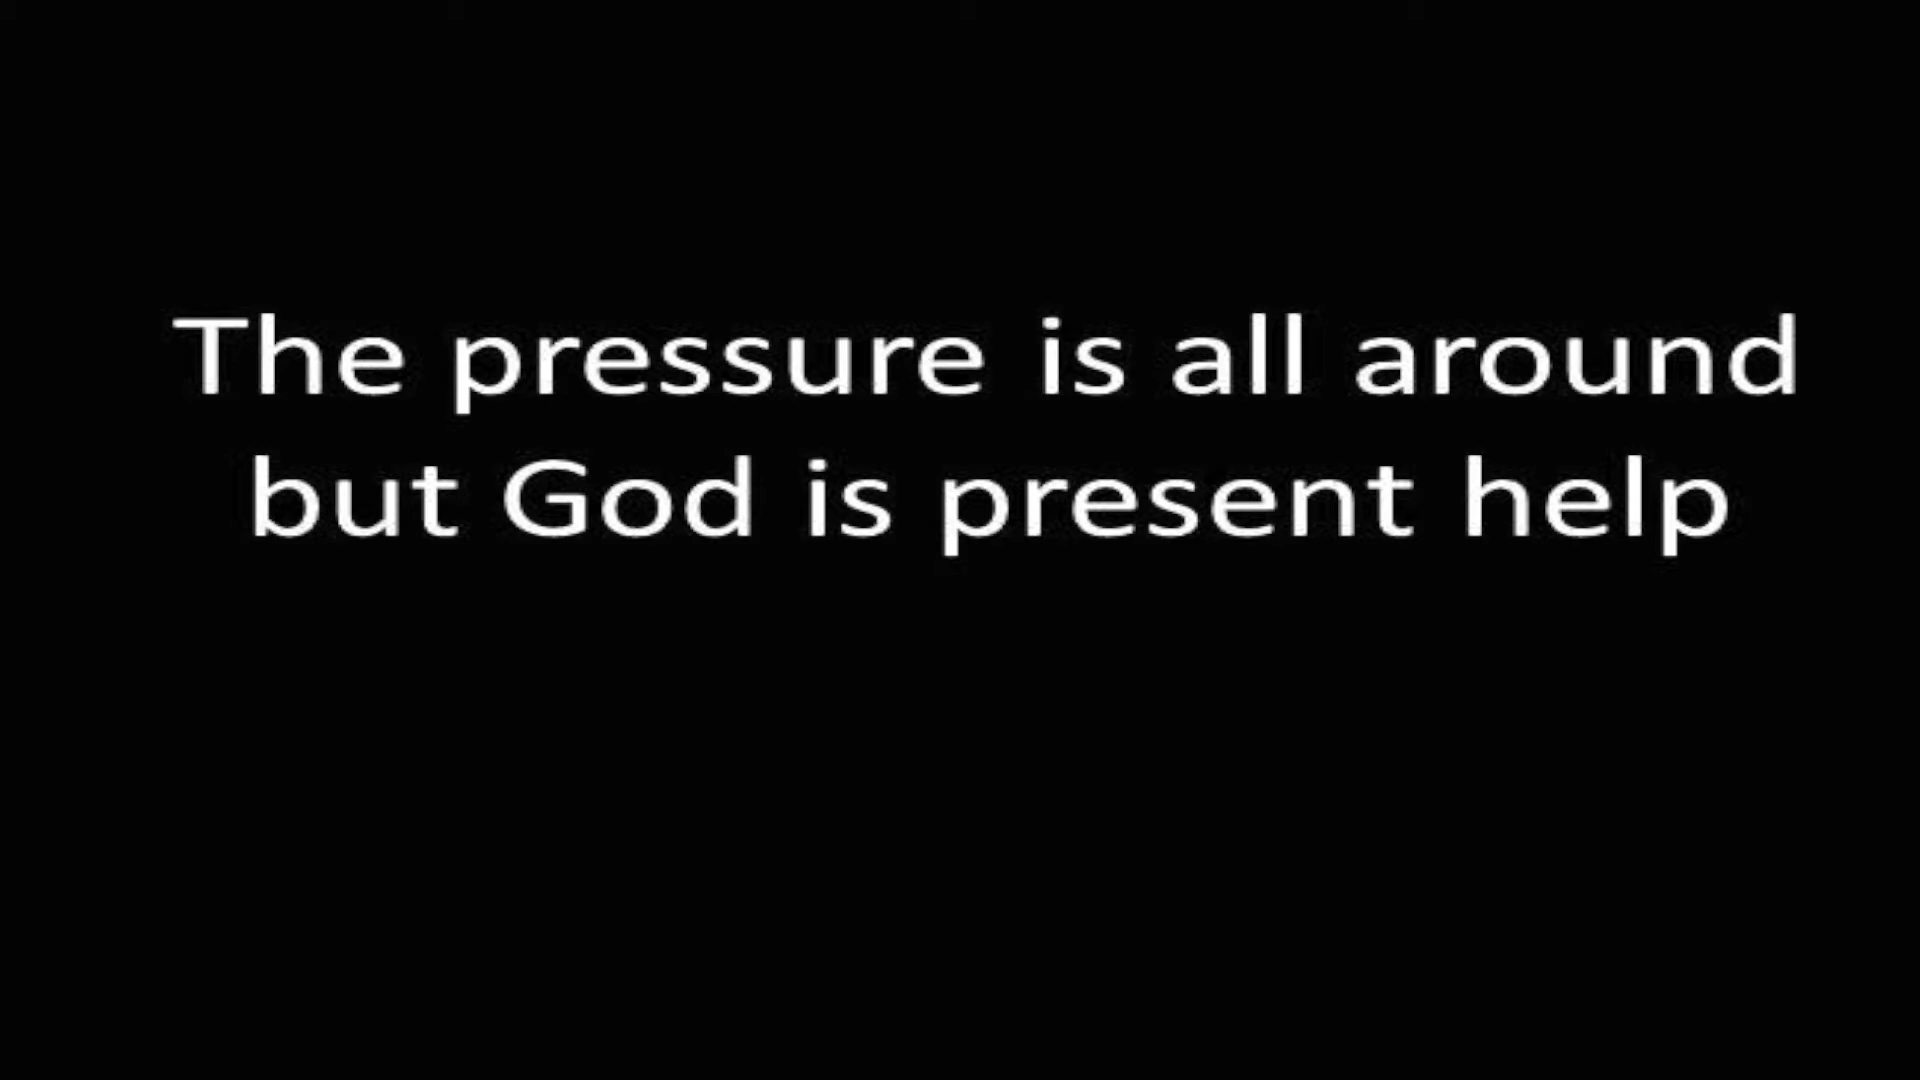 The pressure is all around
but God is present help